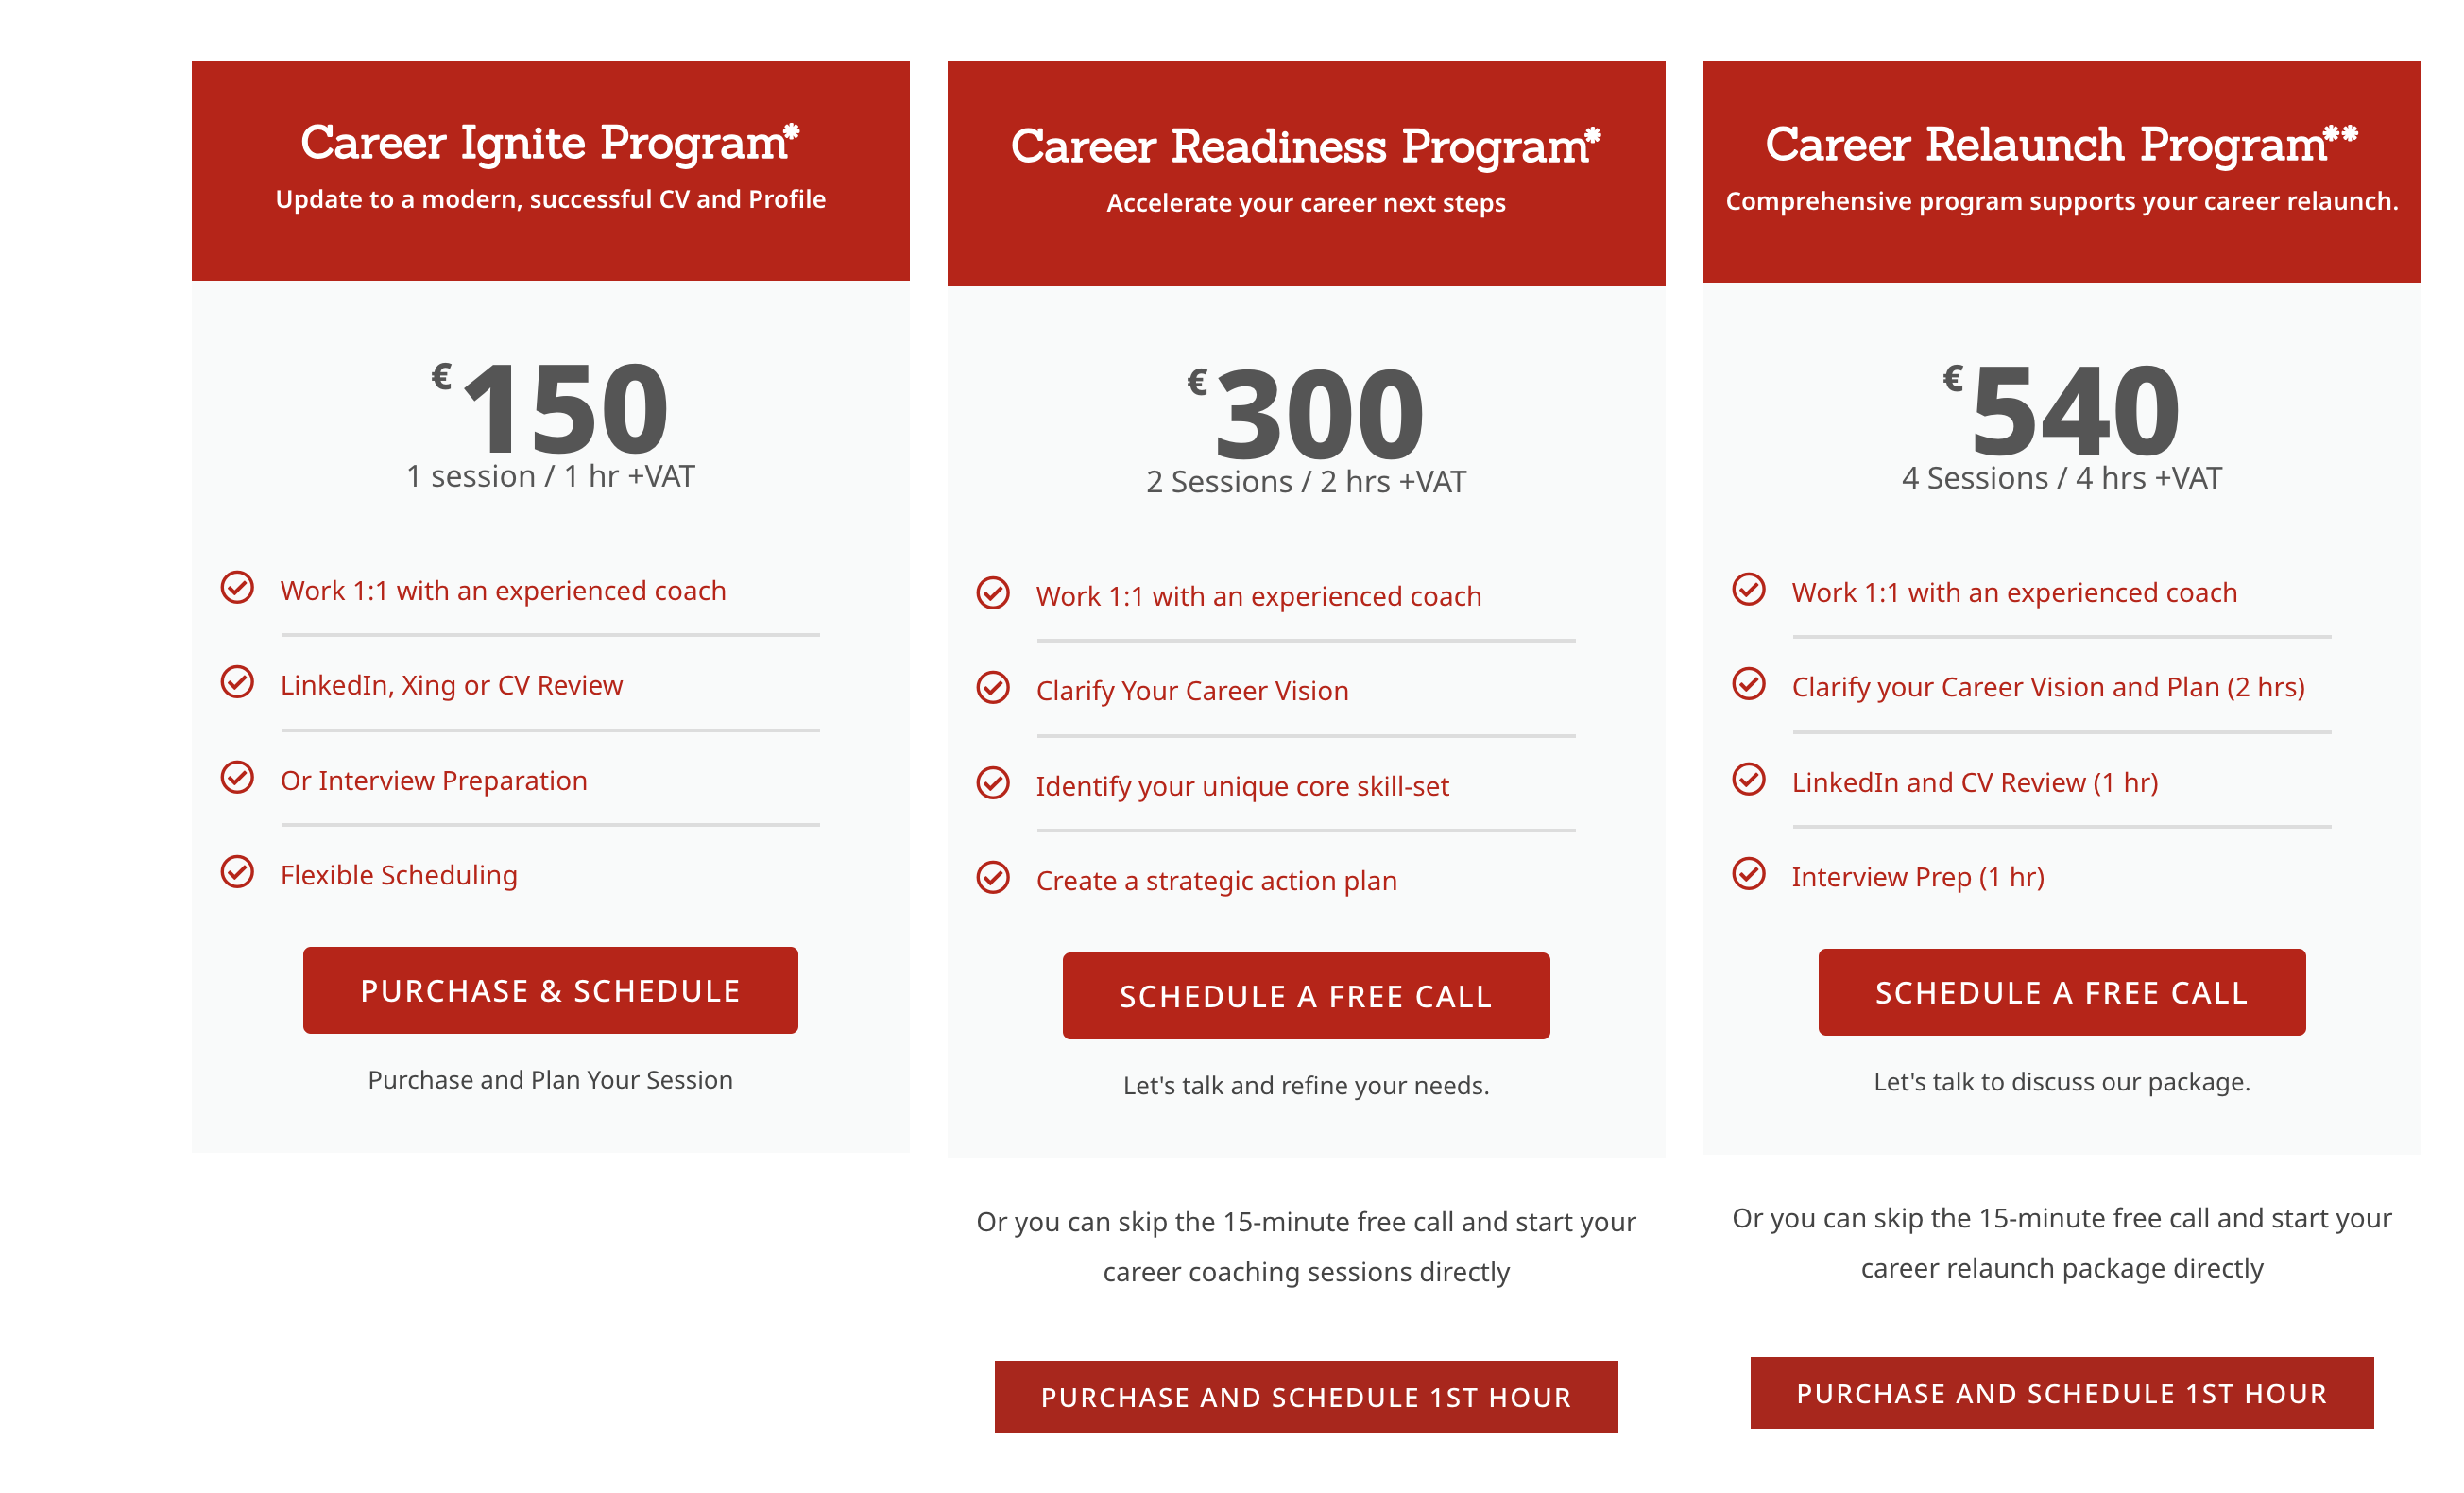 Career Ignite Program*
Update to a modern, successful CV and Profile
€150
1 session / 1 hr +VAT
Work 1:1 with an experienced coach
LinkedIn, Xing or CV Review
Or Interview Preparation
Flexible Scheduling
PURCHASE & SCHEDULE
Purchase and Plan Your Session
Career Readiness Program*
Accelerate your career next steps
€300
2 Sessions / 2 hrs +VAT
Work 1:1 with an experienced coach
Clarify Your Career Vision
Identify your unique core skill-set
Create a strategic action plan
SCHEDULE A FREE CALL
Let's talk and refine your needs.
Or you can skip the 15-minute free call and start your
career coaching sessions directly
PURCHASE AND SCHEDULE 1ST HOUR
Career Relaunch Program**
Comprehensive program supports your career relaunch.
€540
4 Sessions / 4 hrs +VAT
Work 1:1 with an experienced coach
Clarify your Career Vision and Plan (2 hrs)
LinkedIn and CV Review (1 hr)
Interview Prep (1 hr)
SCHEDULE A FREE CALL
Let's talk to discuss our package.
Or you can skip the 15-minute free call and start your
career relaunch package directly
PURCHASE AND SCHEDULE 1ST HOUR